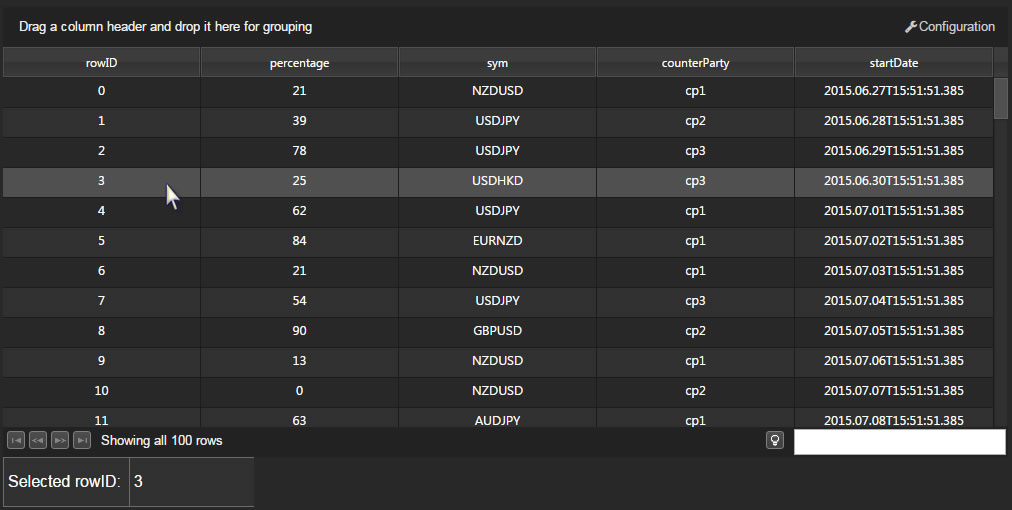 Drag a column header and drop it here for grouping Configuration
rowID percentage sym counterParty startDate
0 21 NZDUSD cp1 2015.06.27T15:51:51.385
1 39 USDJPY cp2 2015.06.28T15:51:51.385
2 78 USDJPY cp3 2015.06.29T15:51:51.385
3 25 USDHKD cp3 2015.06.30T15:51:51.385
4 62 USDJPY cp1 2015.07.01T15:51:51.385
5 84 EURNZD cp1 2015.07.02T15:51:51.385
6 21 NZDUSD cp1 2015.07.03T15:51:51.385
7 54 USDJPY cp3 2015.07.04T15:51:51.385
8 90 GBPUSD cp2 2015.07.05T15:51:51.385
9 13 NZDUSD cp1 2015.07.06T15:51:51.385
10 0 NZDUSD cp2 2015.07.07T15:51:51.385
11 63 AUDJPY cp1 2015.07.08T15:51:51.385
Showing all 100 rows
Selected rowID: 3